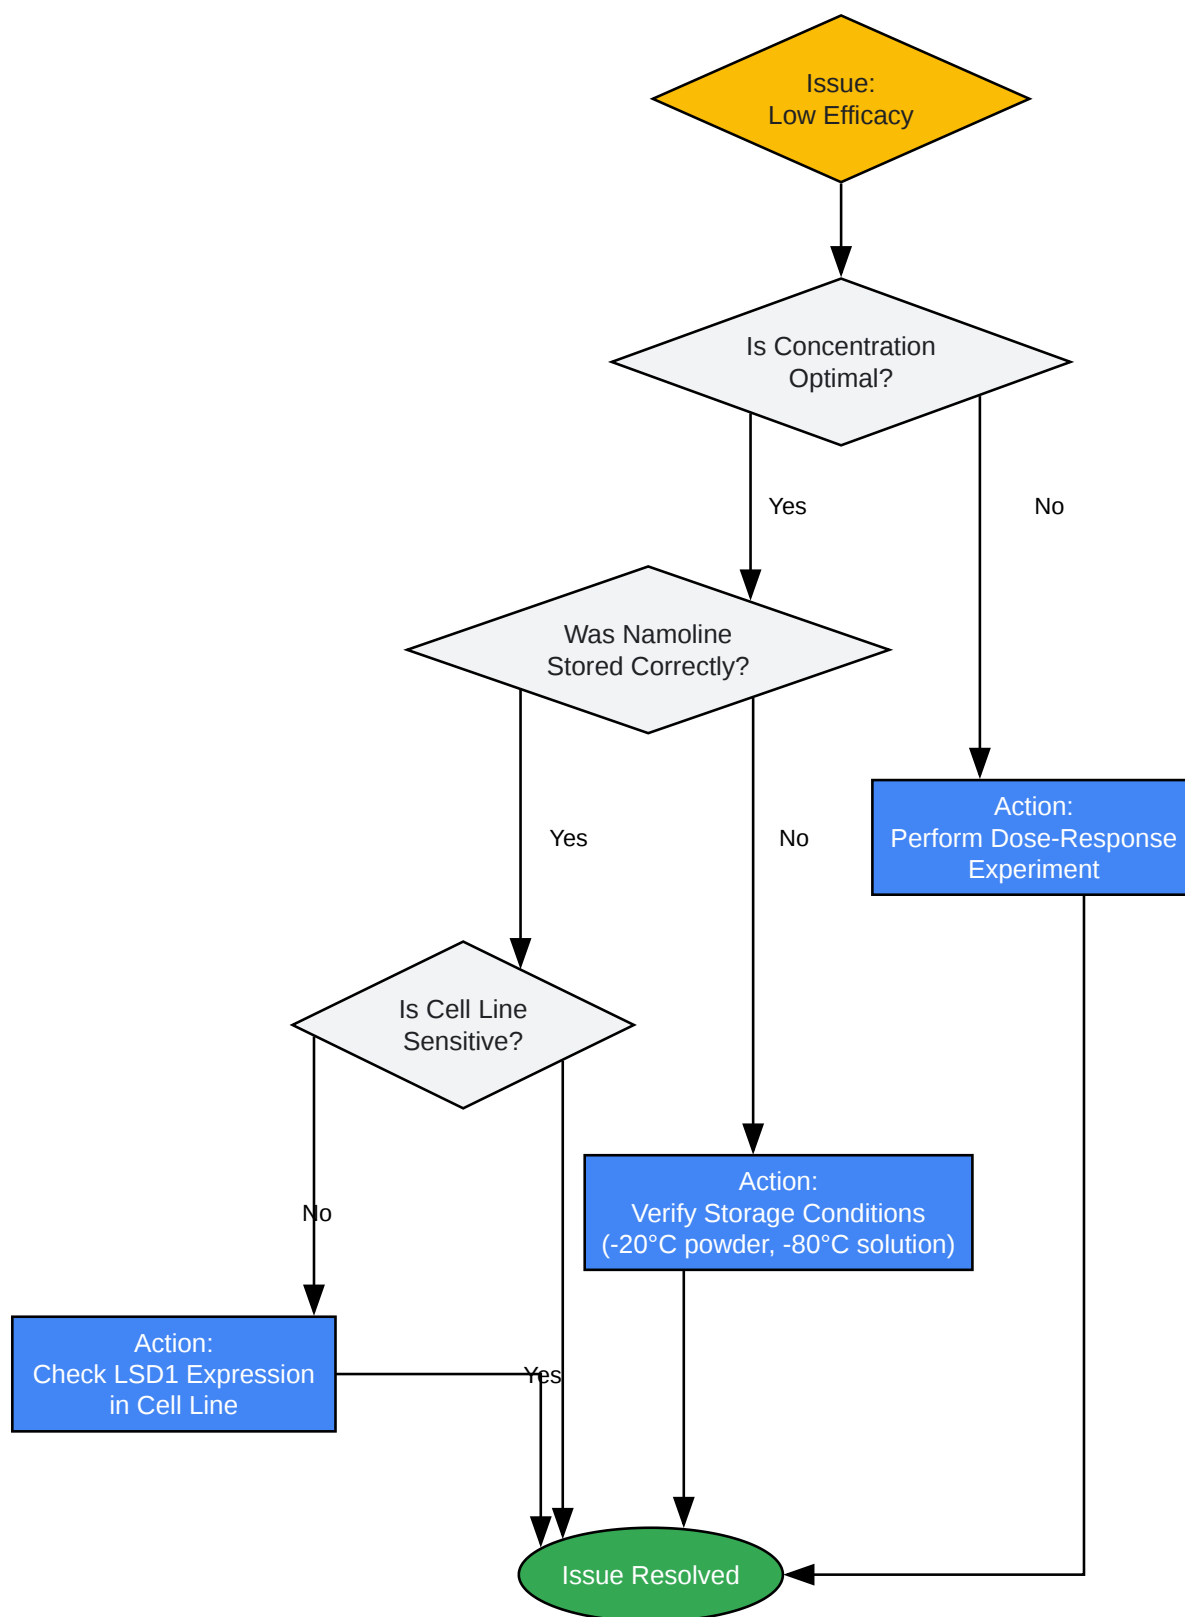 Issue:
Low Efficacy
Is Concentration
Optimal?
Yes
No
Was Namoline
Stored Correctly?
Action:
Perform Dose-Response
Experiment
Yes
No
Is Cell Line
Sensitive?
Action:
Verify Storage Conditions
(-20°C powder, -80°C solution)
No
Action:
Check LSD1 Expression
in Cell Line
Yes
Issue Resolved